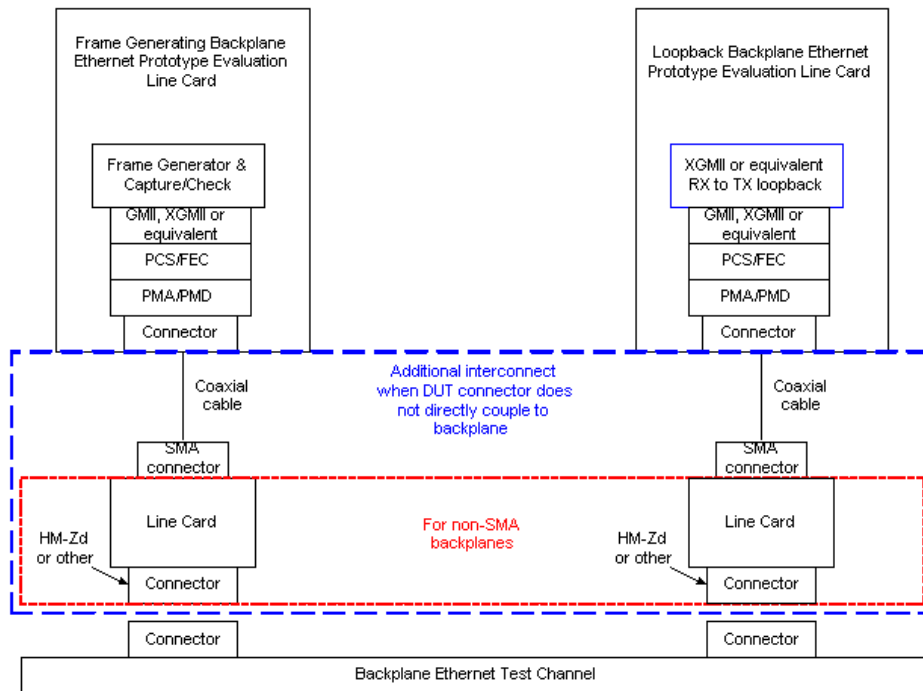 Frame Generating Backplane
Ethernet Prototype Evaluation
Line Card
Loopback Backplane Ethernet
Prototype Evaluation Line Card
Frame Generator &
Capture/Check
XGMII or equivalent
RX to TX loopback
GMII, XGMII or
equivalent
GMII, XGMII or
equivalent
PCS/FEC
PCS/FEC
PMA/PMD
PMA/PMD
Connector
Connector
Coaxial
cable
Additional interconnect
when DUT connector does
not directly couple to
backplane
Coaxial
cable
SMA
connector
SMA
connector
Line Card
For non-SMA
backplanes
Line Card
HM-Zd
or other
HM-Zd
or other
Connector
Connector
Connector
Connector
Backplane Ethernet Test Channel